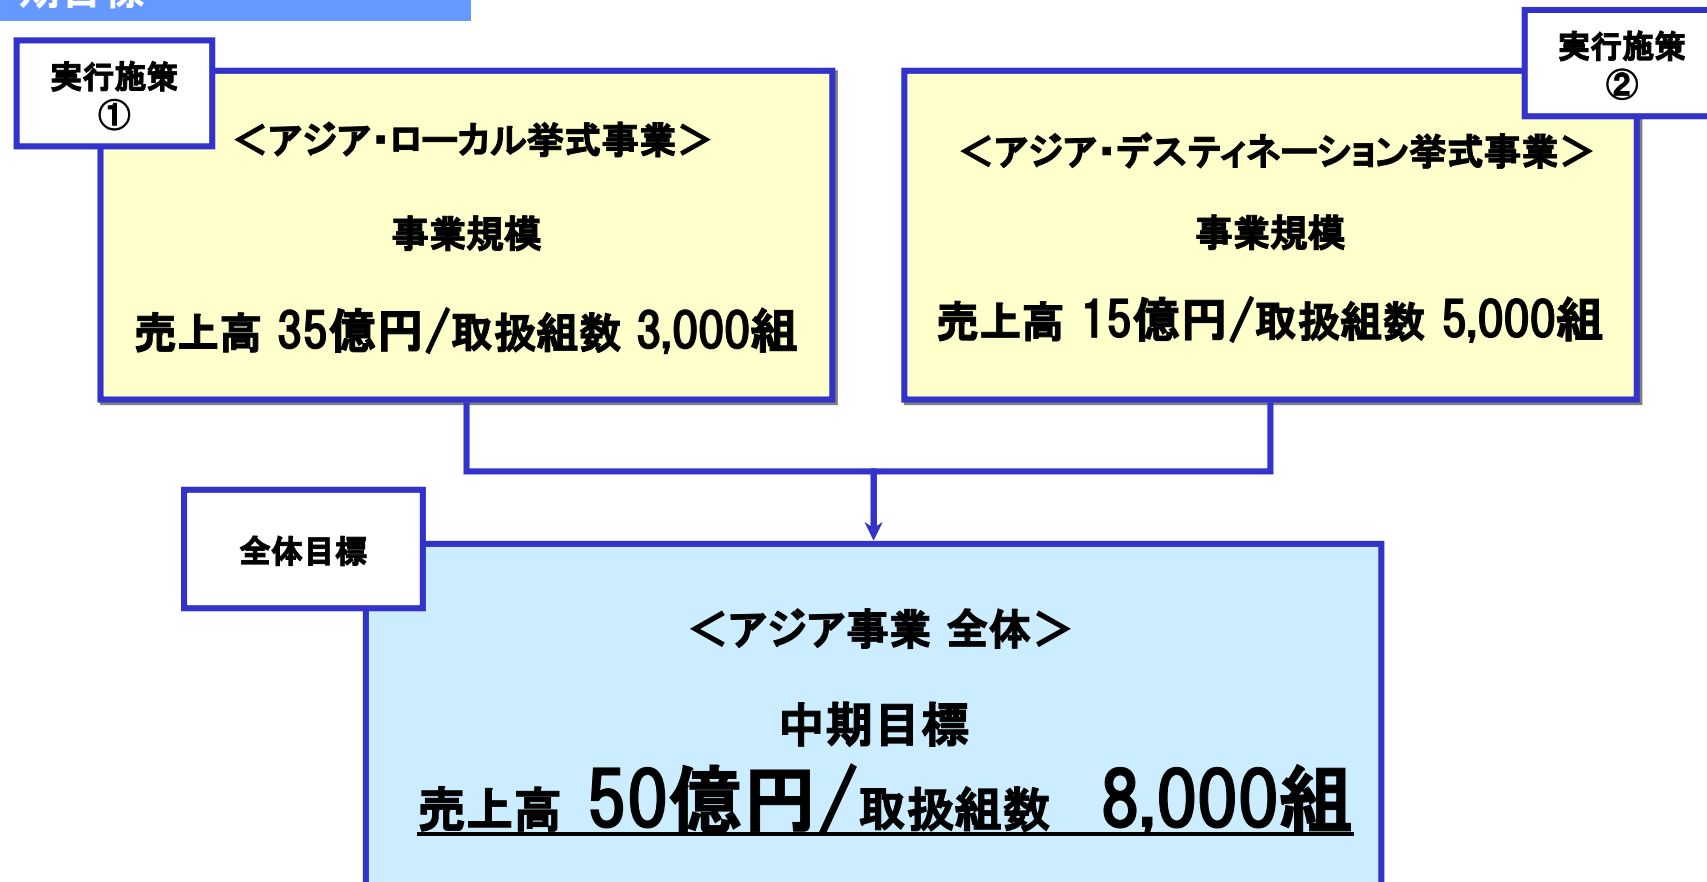 期目標
実行施策
①
<アジア・ローカル挙式事業>
事業規模
売上高 35億円/取扱組数 3,000組
実行施策
②
<アジア・デスティネーション挙式事業>
事業規模
売上高 15億円/取扱組数 5,000組
全体目標
<アジア事業 全体>
中期目標
売上高 50億円/取扱組数 8,000組